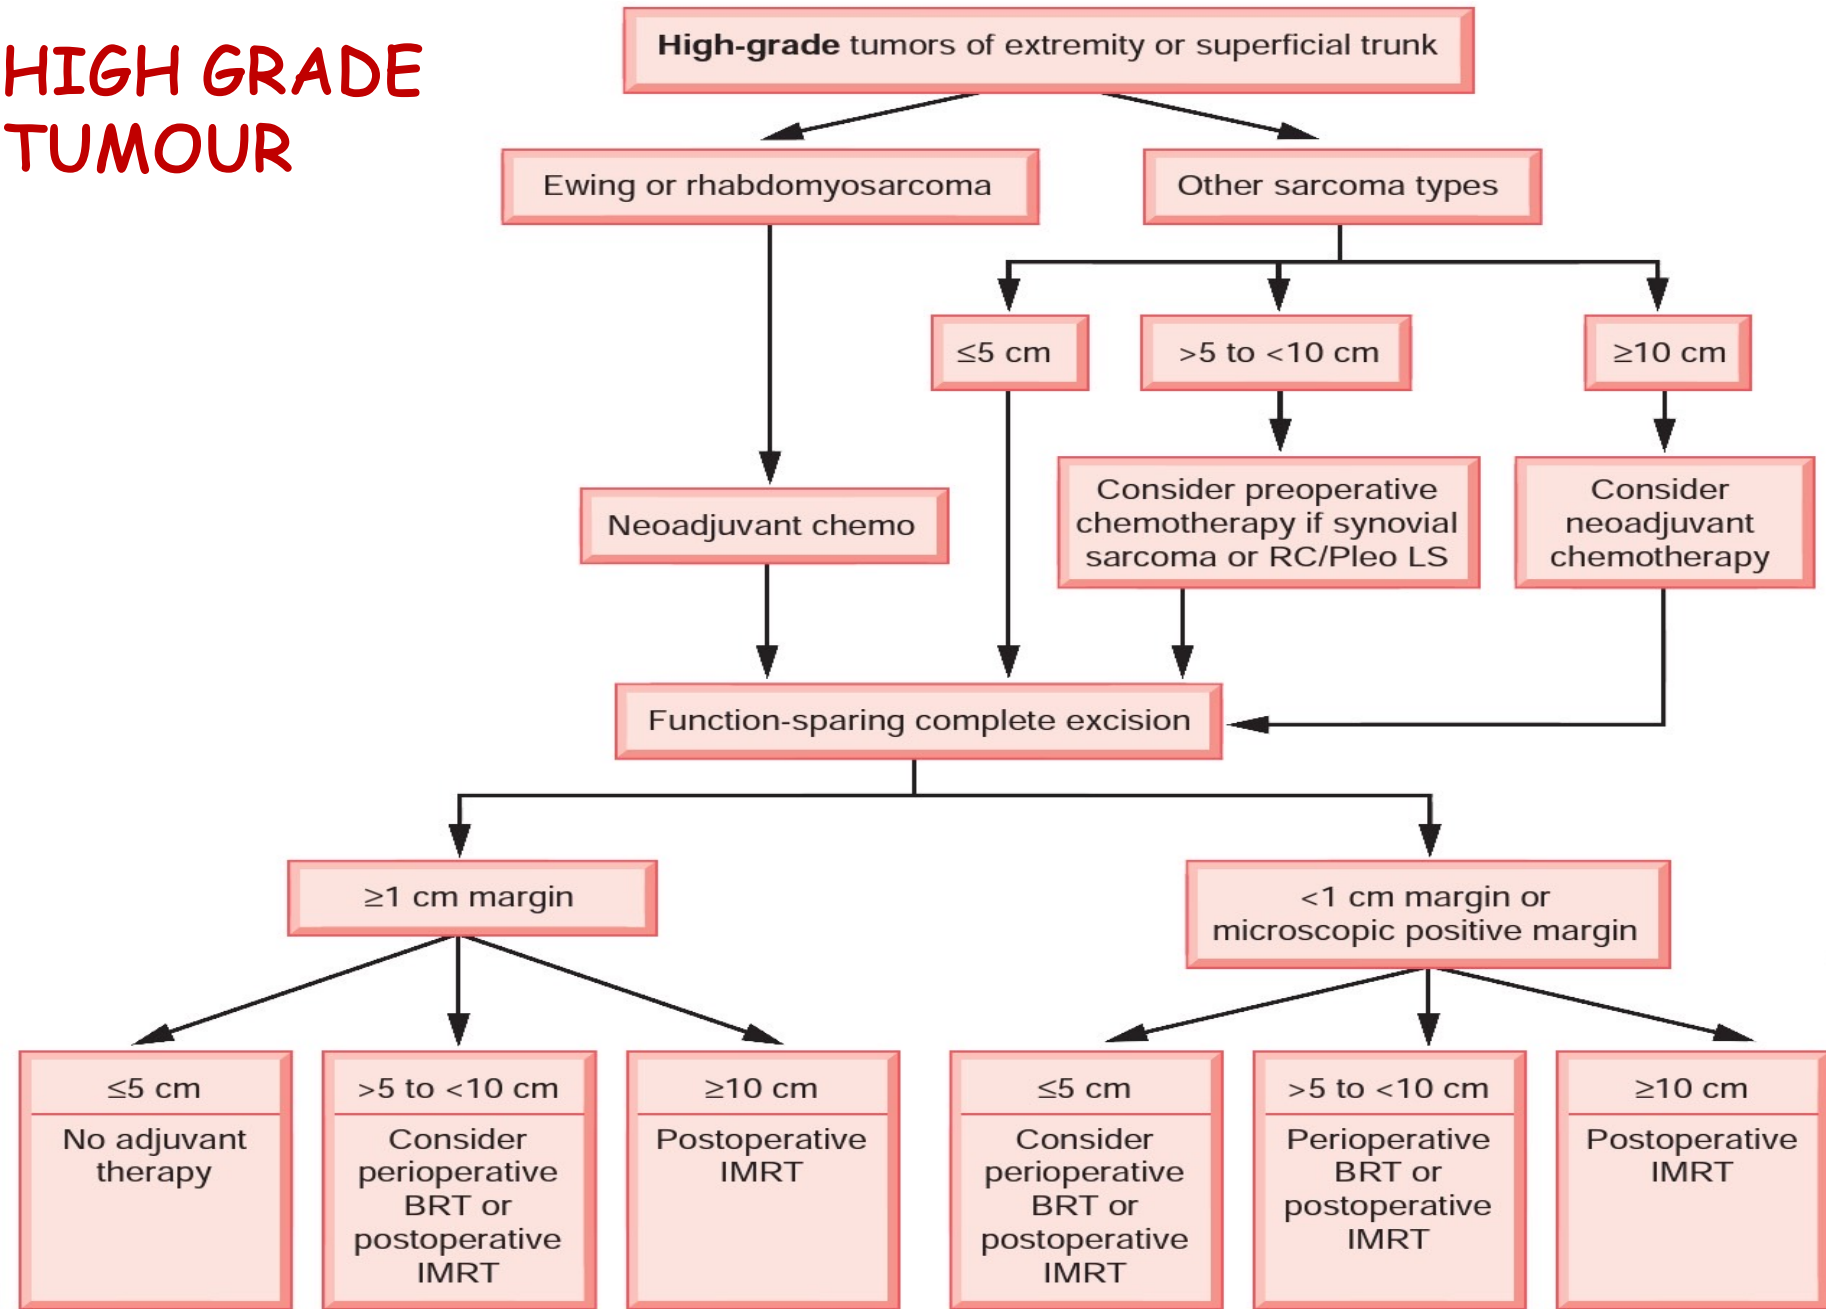 HIGH GRADE
TUMOUR
High-grade tumors of extremity or superficial trunk
Ewing or rhabdomyosarcoma
Other sarcoma types
≤5 cm
>5 to <10 cm
≥10 cm
Neoadjuvant chemo
Consider preoperative
chemotherapy if synovial
sarcoma or RC/Pleo LS
Consider
neoadjuvant
chemotherapy
Function-sparing complete excision
≥1 cm margin
<1 cm margin or
microscopic positive margin
≤5 cm
No adjuvant
therapy
>5 to <10 cm
Consider
perioperative
BRT or
postoperative
IMRT
≥10 cm
Postoperative
IMRT
≤5 cm
Consider
perioperative
BRT or
postoperative
IMRT
>5 to <10 cm
Perioperative
BRT or
postoperative
IMRT
≥10 cm
Postoperative
IMRT